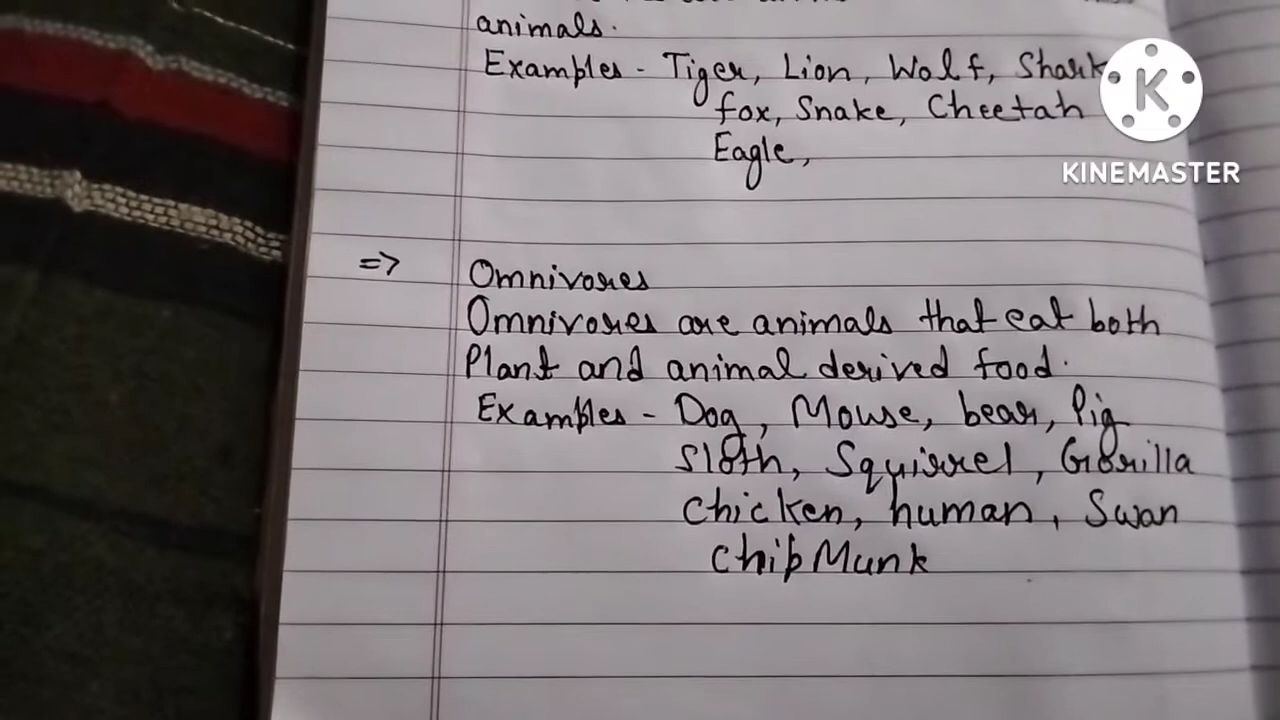 animals.
Examples - Tiger, Lion, Wolf, Shark
fox, Snake, Cheetah
Eagle,
KINEMASTER
=> Omnivores
Omnivores are animals that eat both
Plant and animal derived food.
Examples - Dog, Mouse, bear, Pig
Sloth, Squirrel, Gorilla
Chicken, human, Swan
ChipMunk